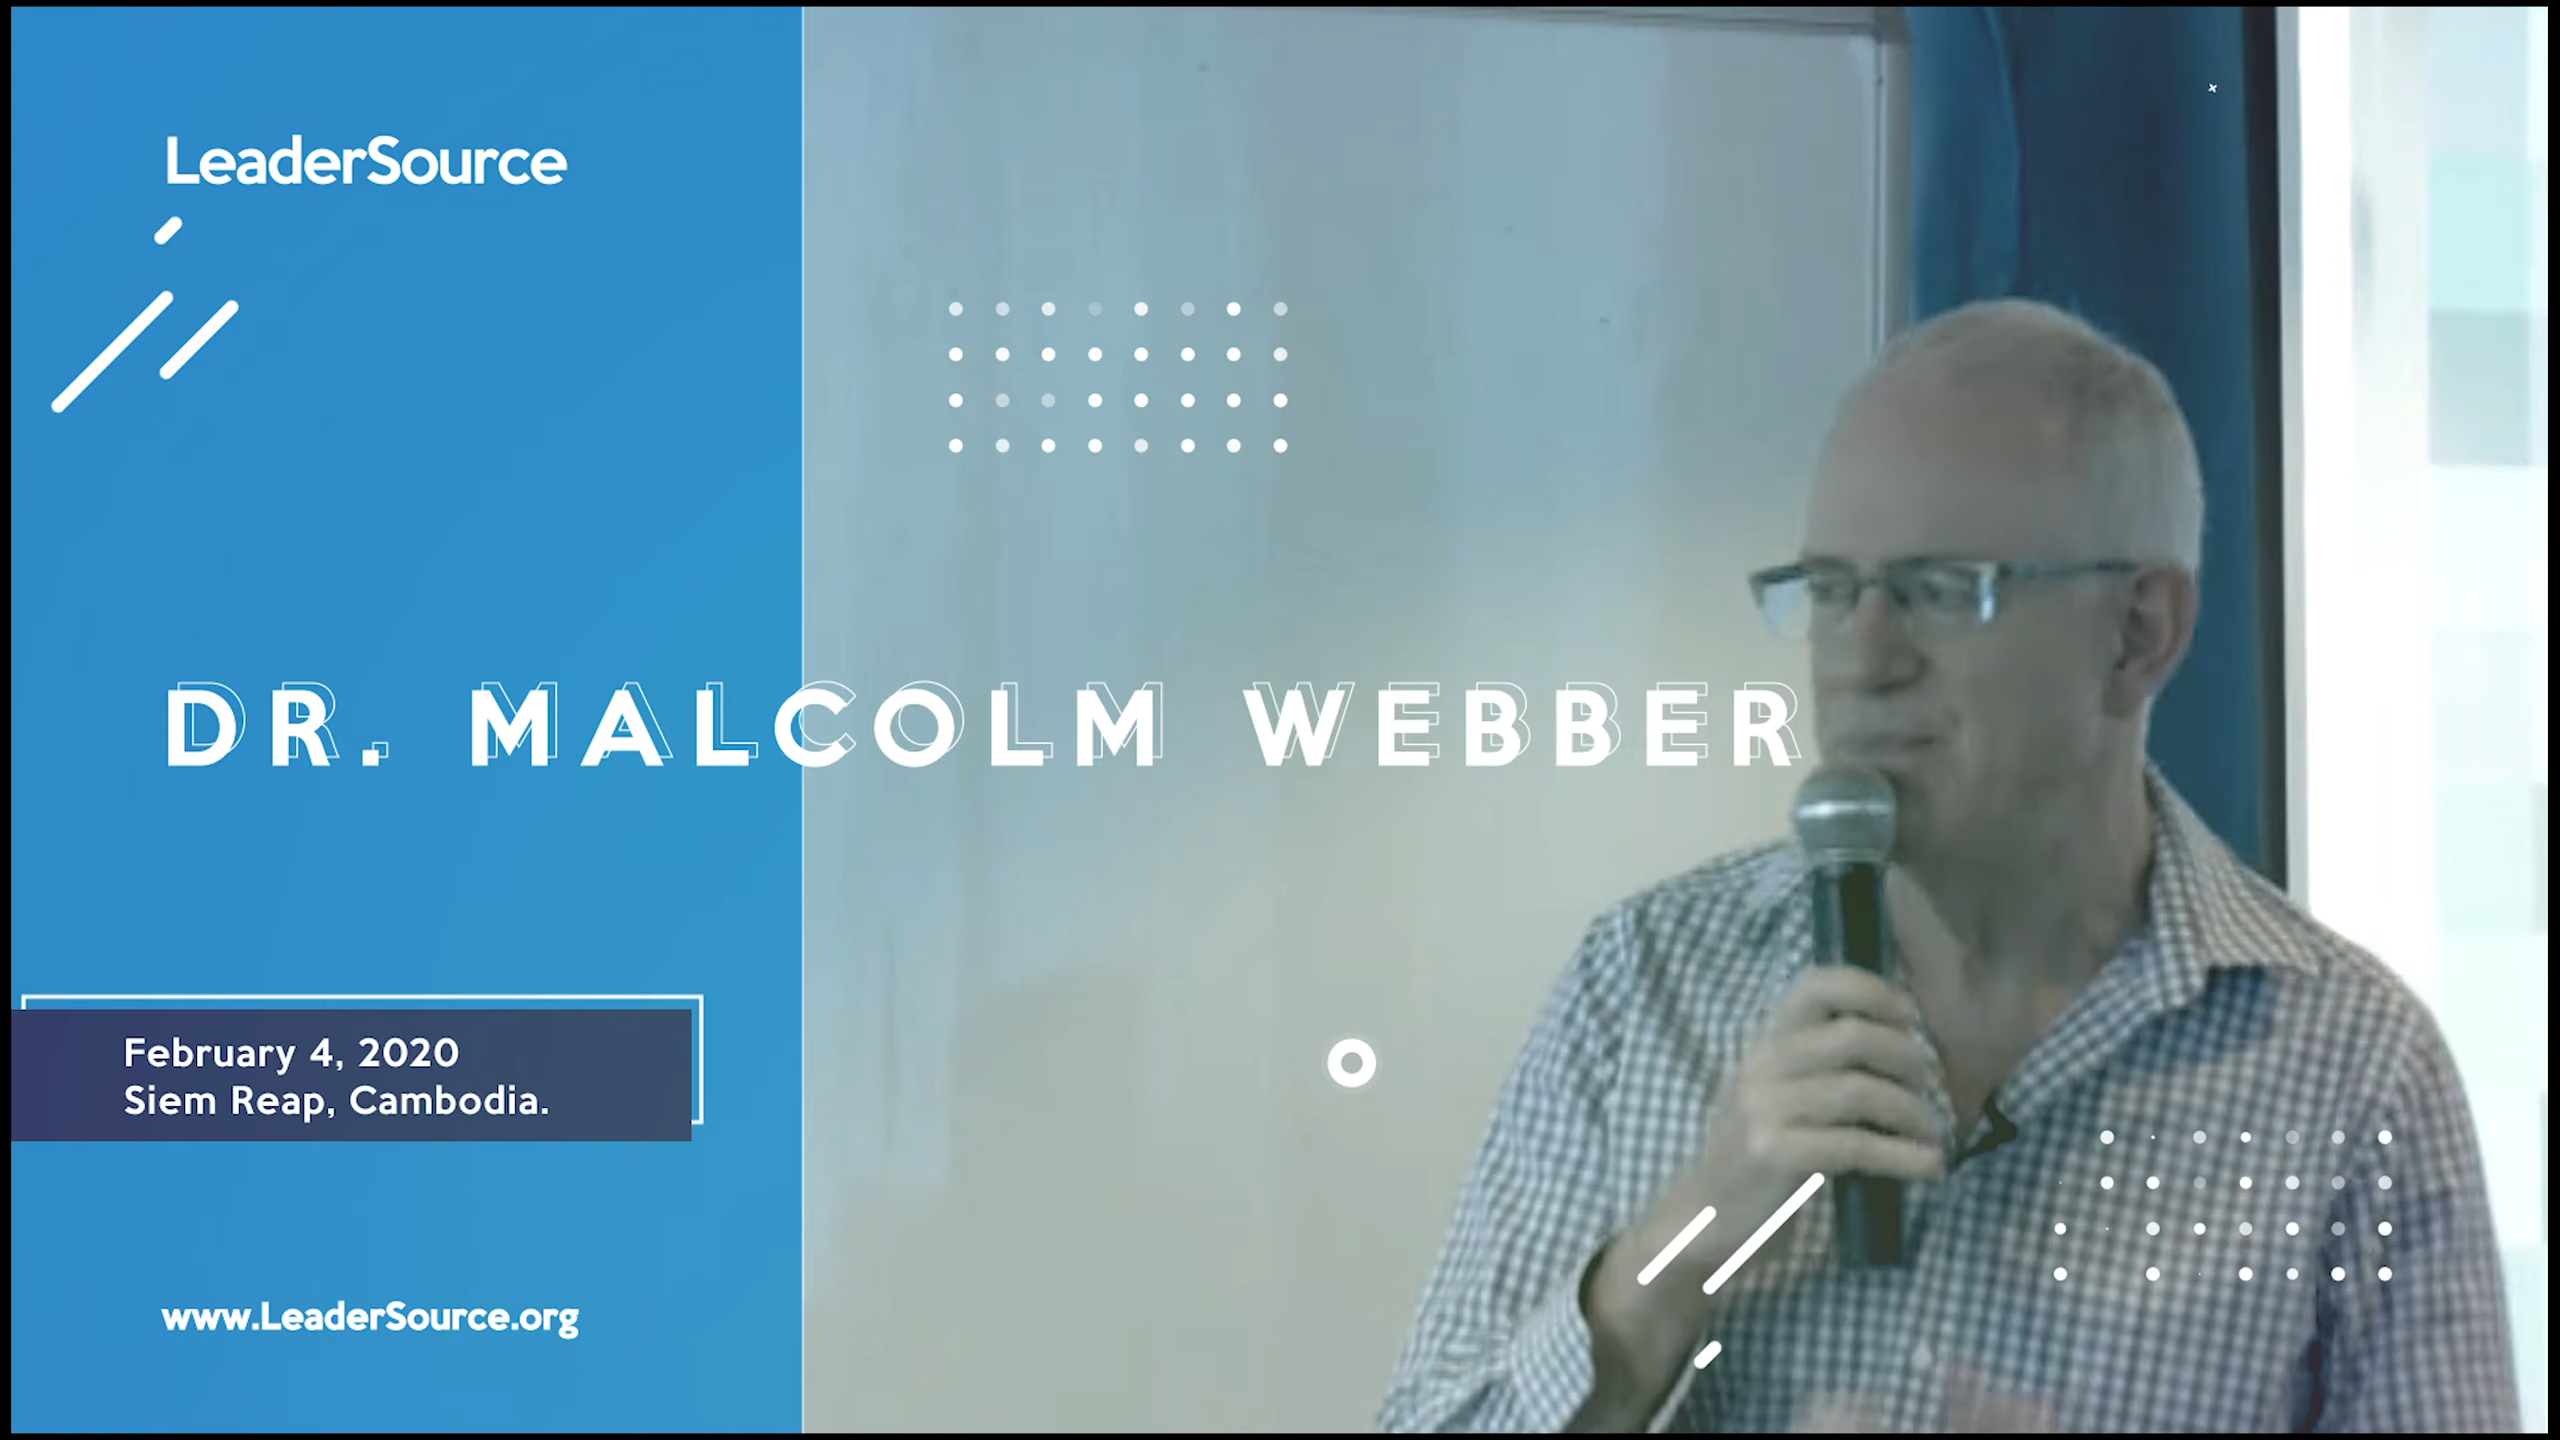 LeaderSource
DR. MALCOLM WEBBER
February 4, 2020
Siem Reap, Cambodia.
www.LeaderSource.org